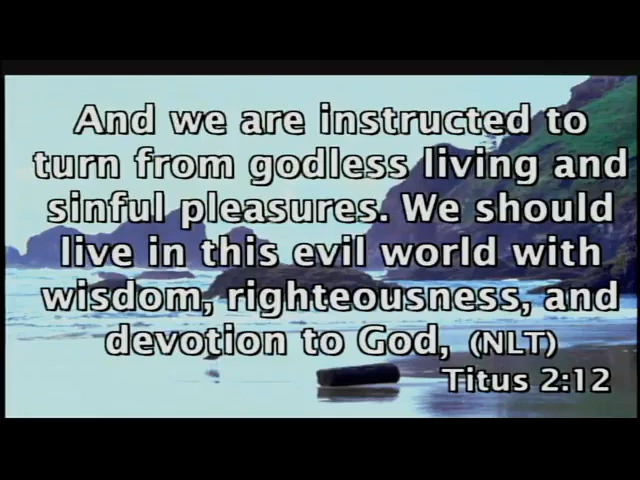 And we are instructed to
turn from godless living and
sinful pleasures. We should
live in this evil world with
wisdom, righteousness, and
devotion to God, (NLT)
Titus 2:12